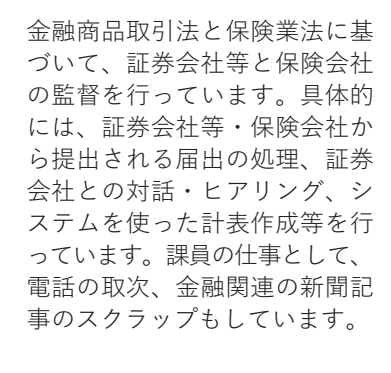 金融商品取引法と保険業法に基
づいて、証券会社等と保険会社
の監督を行っています。具体的
には、証券会社等・保険会社か
ら提出される届出の処理、証券
会社との対話・ヒアリング、シ
ステムを使った計表作成等を行
っています。課員の仕事として、
電話の取次、金融関連の新聞記
事のスクラップもしています。